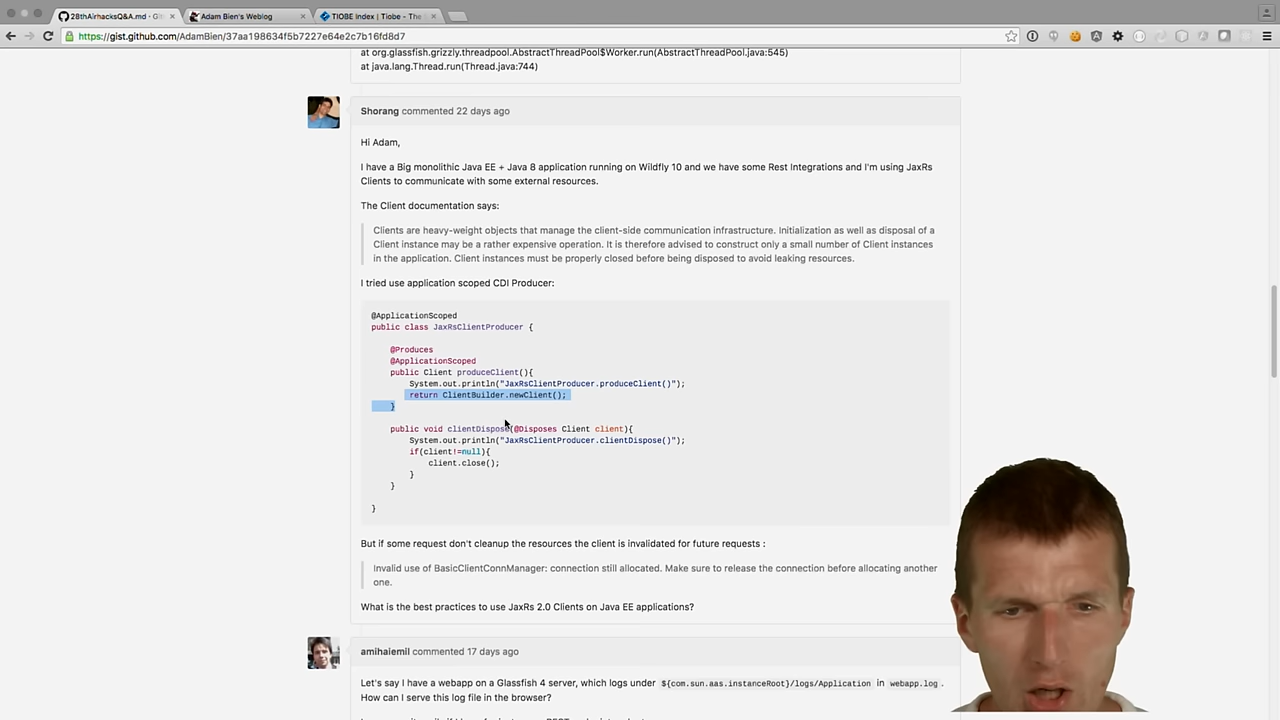 28thAirhacksQ&A.md · Gi
Adam Bien's Weblog
TIOBE Index | Tiobe - The
https://gist.github.com/AdamBien/37aa198634f5b7227e64e2c7b16fd8d7
at org.glassfish.grizzly.threadpool.AbstractThreadPool$Worker.run(AbstractThreadPool.java:545)
at java.lang.Thread.run(Thread.java:744)
Shorang commented 22 days ago
Hi Adam,
I have a Big monolithic Java EE + Java 8 application running on Wildfly 10 and we have some Rest Integrations and I'm using JaxRs
Clients to communicate with some external resources.
The Client documentation says:
Clients are heavy-weight objects that manage the client-side communication infrastructure. Initialization as well as disposal of a
Client instance may be a rather expensive operation. It is therefore advised to construct only a small number of Client instances
in the application. Client instances must be properly closed before being disposed to avoid leaking resources.
I tried use application scoped CDI Producer:
@ApplicationScoped
public class JaxRsClientProducer {
@Produces
@ApplicationScoped
public Client produceClient(){
System.out.println("JaxRsClientProducer.produceClient()");
return ClientBuilder.newClient();
}
public void clientDispose(@Disposes Client client){
System.out.println("JaxRsClientProducer.clientDispose()");
if(client!=null){
client.close();
}
}
}
But if some request don't cleanup the resources the client is invalidated for future requests :
Invalid use of BasicClientConnManager: connection still allocated. Make sure to release the connection before allocating another
one.
What is the best practices to use JaxRs 2.0 Clients on Java EE applications?
amihaiemil commented 17 days ago
Let's say I have a webapp on a Glassfish 4 server, which logs under ${com.sun.aas.instanceRoot}/logs/Application in webapp.log.
How can I serve this log file in the browser?